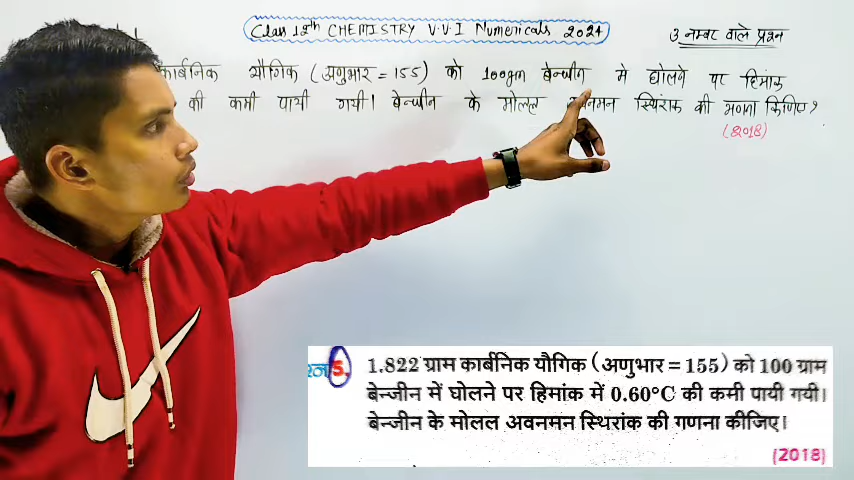 Class 12th CHEMISTRY V.V.I Numericals 2024
3 नम्बर वाले प्रश्न
कार्बनिक यौगिक (अणुभार = 155) को 100gm बेन्जीन मे घोलने पर हिमांक
की कमी पायी गयी। बेन्जीन के मोलल अवनमन स्थिरांक की गणना किजिए?
(2018)
5. 1.822 ग्राम कार्बनिक यौगिक (अणुभार = 155) को 100 ग्राम
बेन्जीन में घोलने पर हिमांक में 0.60°C की कमी पायी गयी।
बेन्जीन के मोलल अवनमन स्थिरांक की गणना कीजिए।
(2018)